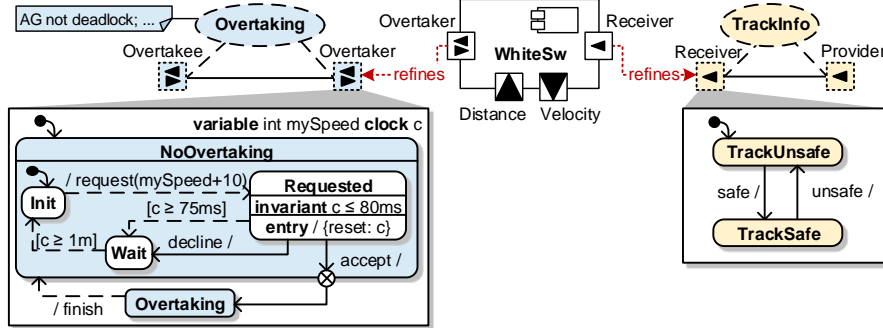 AG not deadlock; ...
Overtaking
Overtakee
Overtaker
refines
Overtaker
Receiver
WhiteSw
Distance
Velocity
refines
TrackInfo
Receiver
Provider
variable int mySpeed clock c
NoOvertaking
Init
/ request(mySpeed+10)
Requested
invariant c ≤ 80ms
entry / {reset: c}
[c ≥ 75ms]
[c ≥ 1m]
Wait
decline /
accept /
/ finish
Overtaking
TrackUnsafe
safe /
unsafe /
TrackSafe